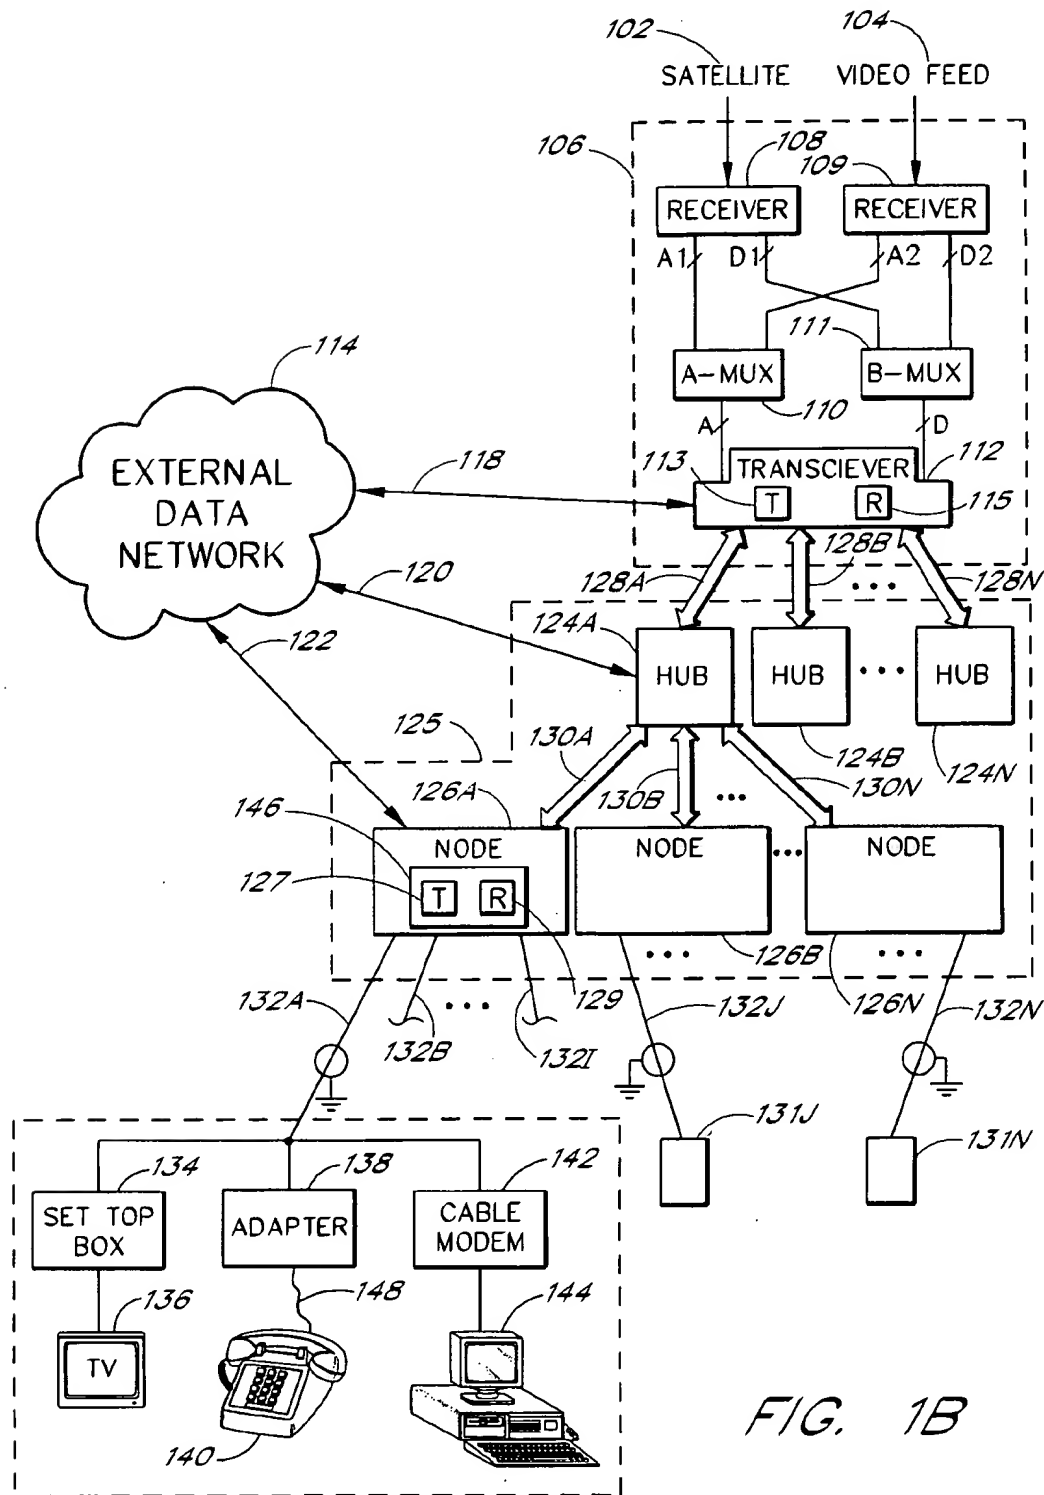 102
104
SATELLITE
VIDEO FEED
106
108
109
RECEIVER
RECEIVER
A1
D1
A2
D2
111
114
A-MUX
B-MUX
110
A
D
EXTERNAL
DATA
NETWORK
118
113
TRANSCIEVER
112
T
R
115
120
128A
128B
...
128N
122
124A
HUB
HUB
...
HUB
125
130A
124B
124N
130B
...
130N
146
126A
NODE
NODE
...
NODE
127
T
R
...
126B
...
132A
...
129
132J
126N
132N
132B
132I
131J
131N
134
138
142
SET TOP
BOX
ADAPTER
CABLE
MODEM
136
148
144
TV
140
FIG. 1B